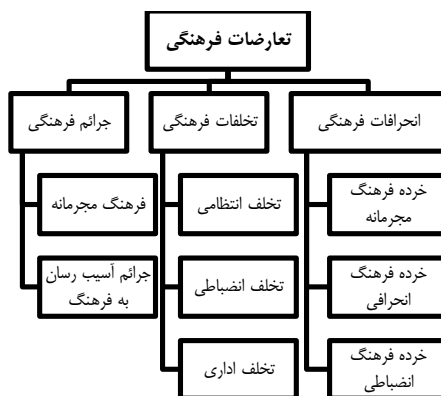 تعارضات فرهنگی
انحرافات فرهنگی
تخلفات فرهنگی
جرائم فرهنگی
خرده فرهنگ
مجرمانه
خرده فرهنگ
انحرافی
خرده فرهنگ
انضباطی
تخلف انتظامی
تخلف انضباطی
تخلف اداری
فرهنگ مجرمانه
جرائم آسیب رسان
به فرهنگ